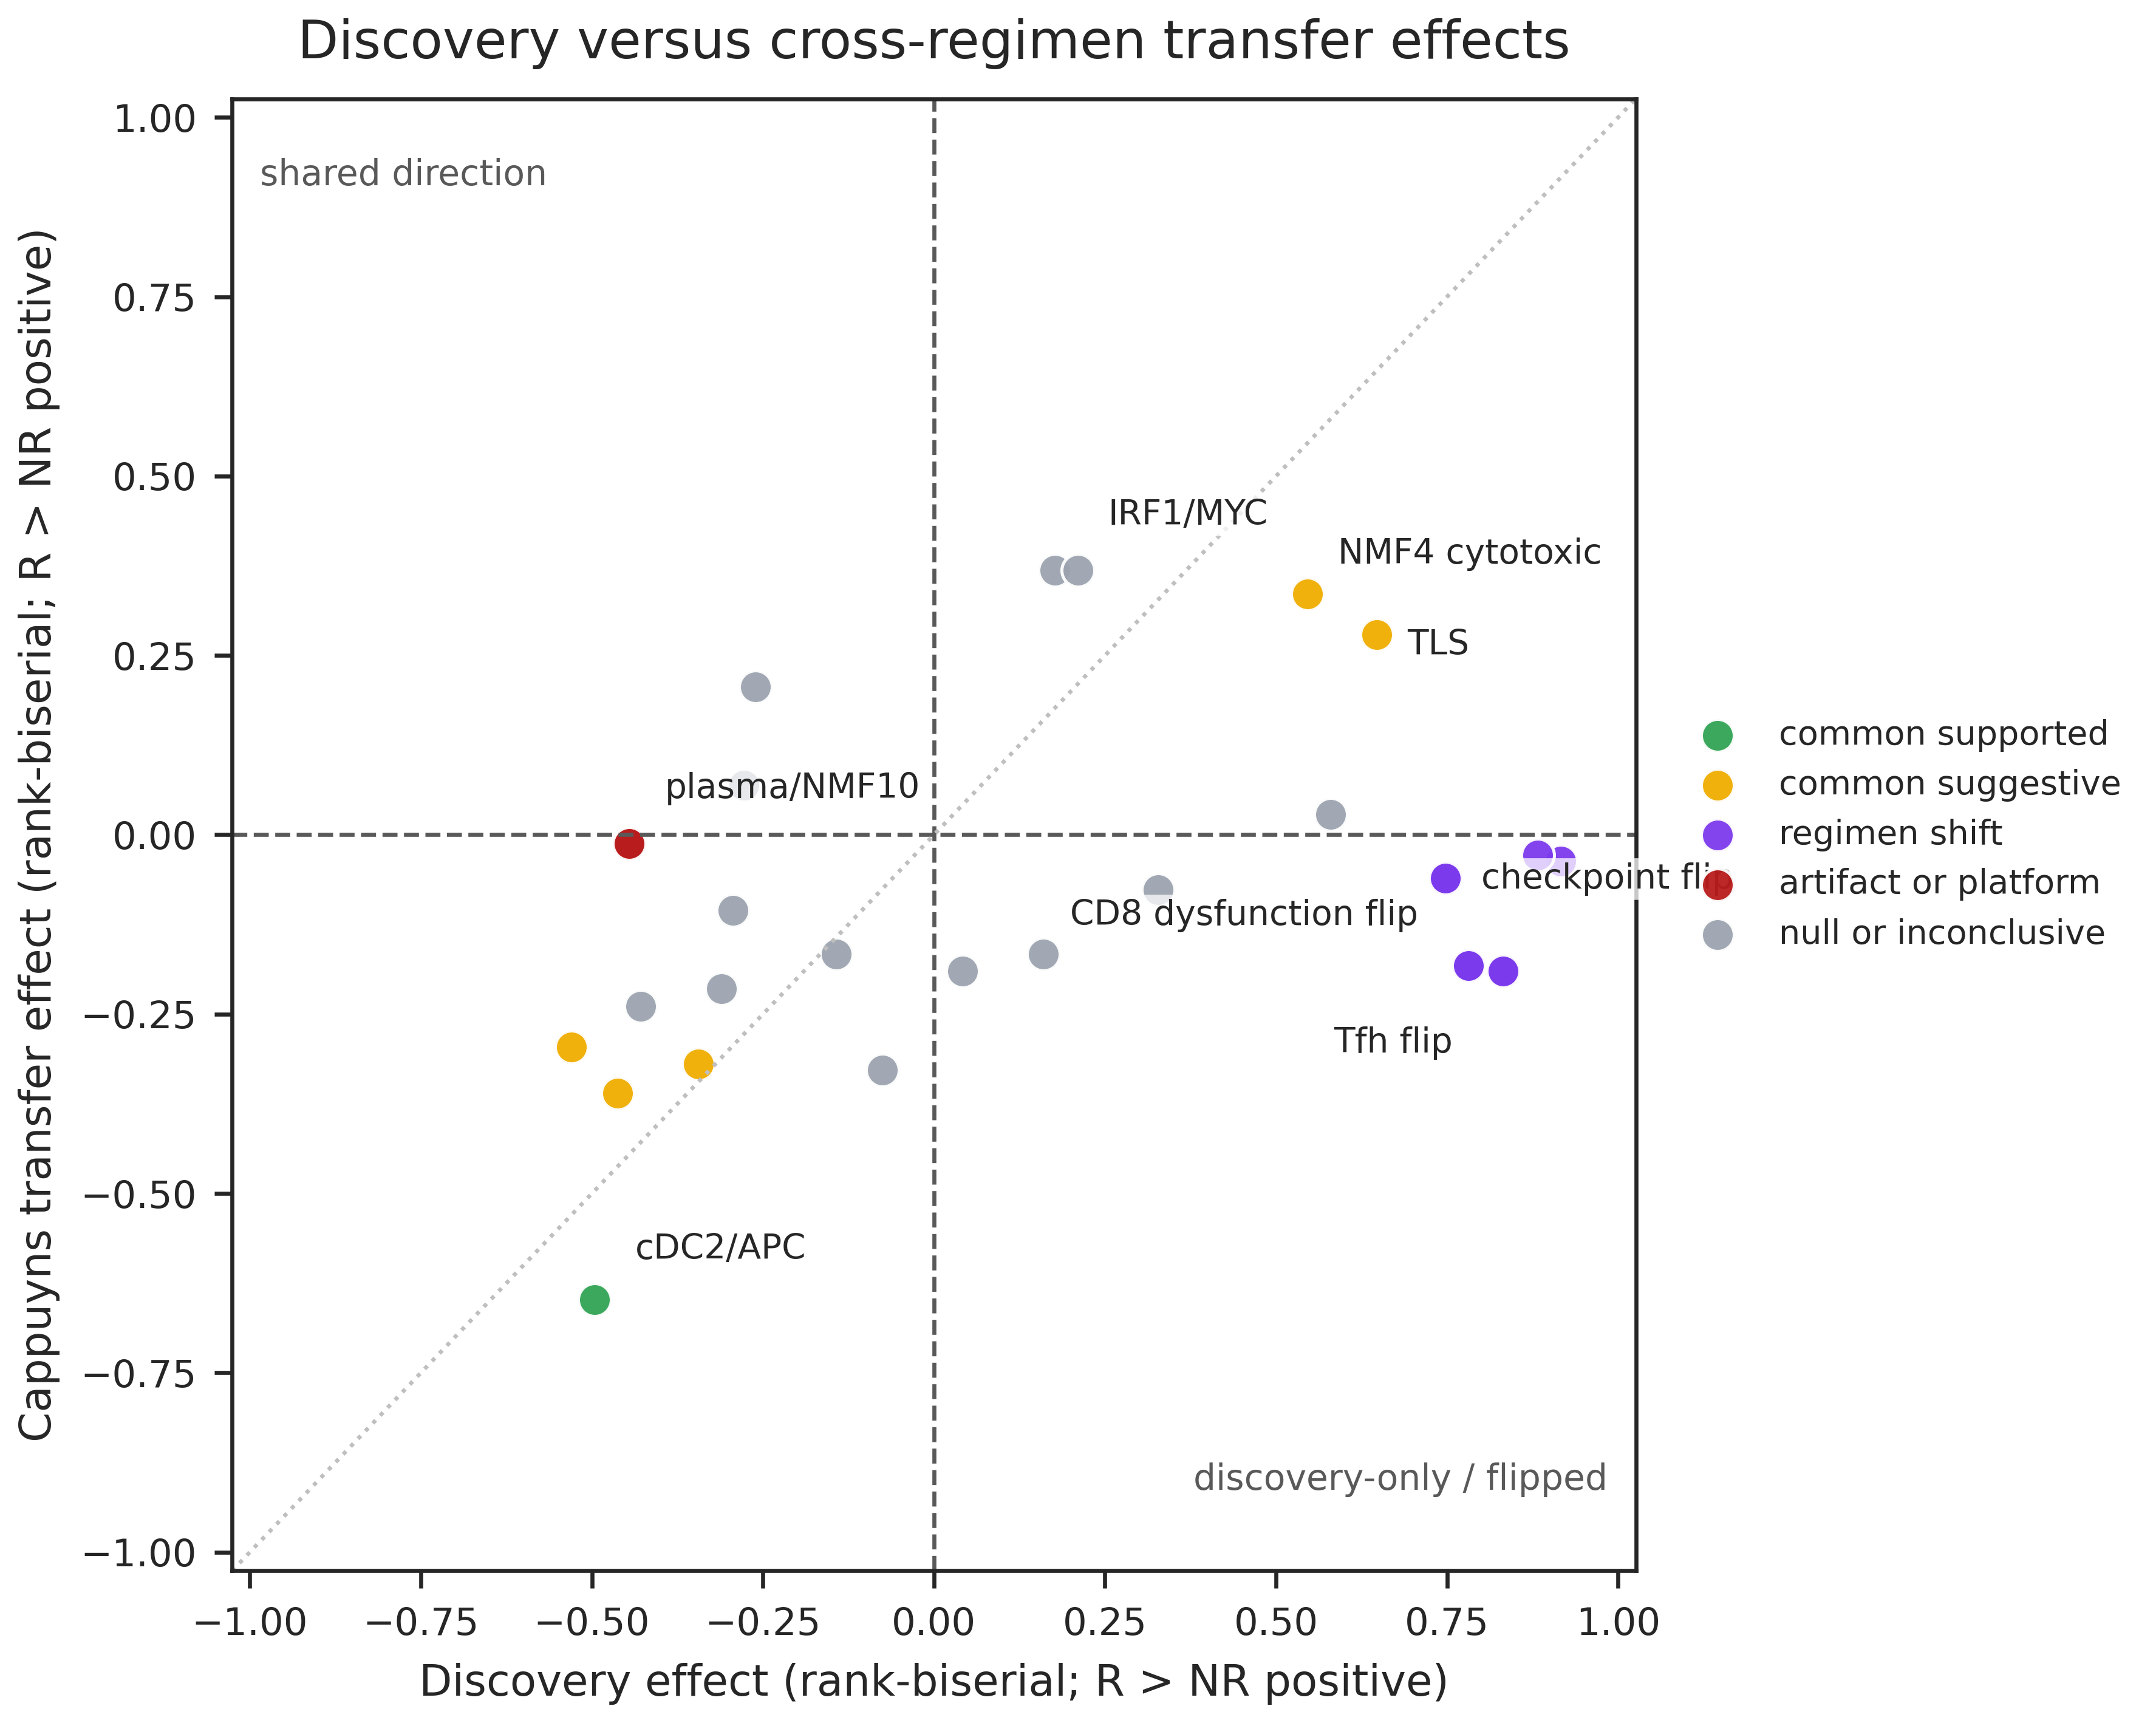 Discovery versus cross-regimen transfer effects
Cappuyns transfer effect (rank-biserial; R > NR positive)
1.00
0.75
0.50
0.25
0.00
−0.25
−0.50
−0.75
−1.00
shared direction
IRF1/MYC
NMF4 cytotoxic
TLS
plasma/NMF10
checkpoint flip
CD8 dysfunction flip
Tfh flip
cDC2/APC
discovery-only / flipped
common supported
common suggestive
regimen shift
artifact or platform
null or inconclusive
−1.00
−0.75
−0.50
−0.25
0.00
0.25
0.50
0.75
1.00
Discovery effect (rank-biserial; R > NR positive)